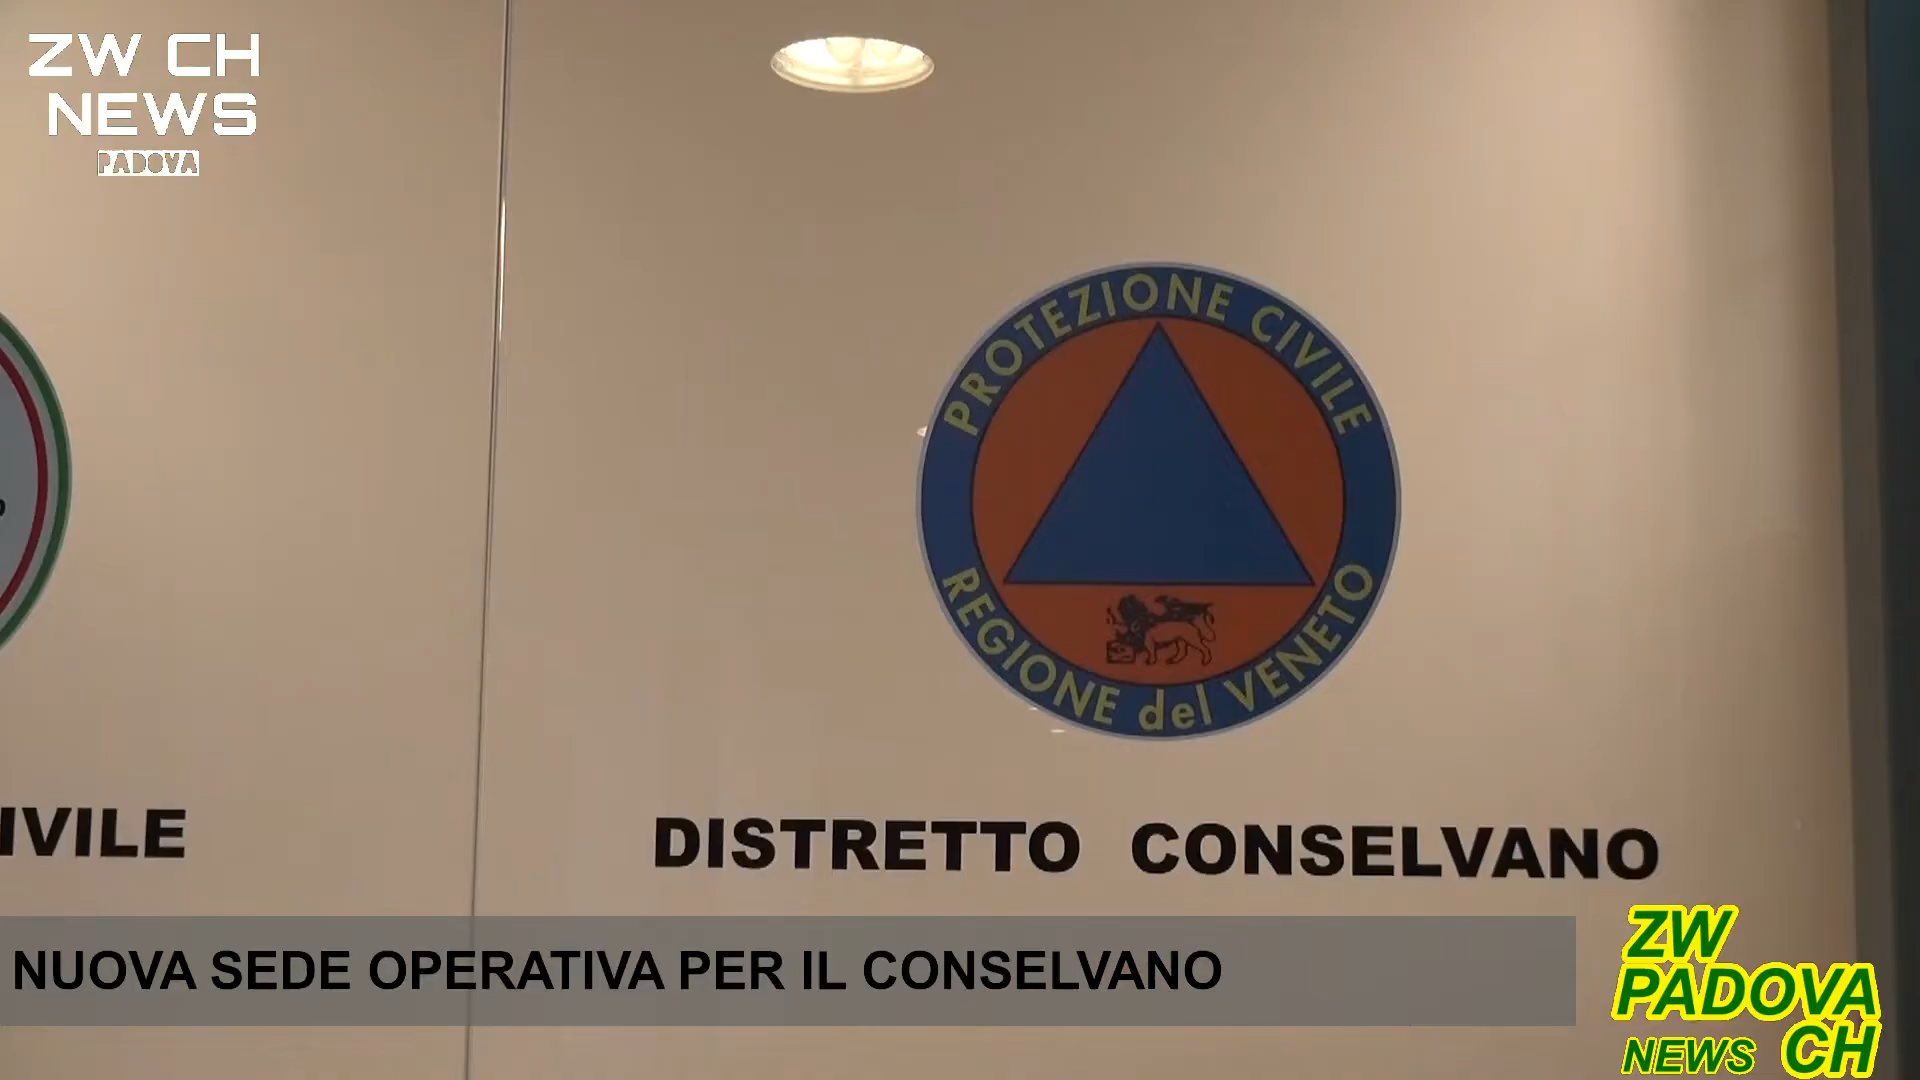 ZW CH
NEWS
PADOVA
PROTEZIONE CIVILE
REGIONE del VENETO
IVILE
DISTRETTO CONSELVANO
NUOVA SEDE OPERATIVA PER IL CONSELVANO
ZW
PADOVA
NEWS CH